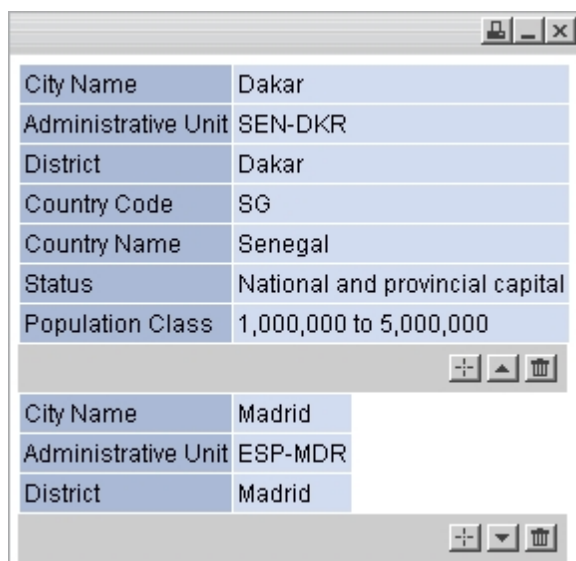 City Name Dakar
Administrative Unit SEN-DKR
District Dakar
Country Code SG
Country Name Senegal
Status National and provincial capital
Population Class 1,000,000 to 5,000,000
City Name Madrid
Administrative Unit ESP-MDR
District Madrid